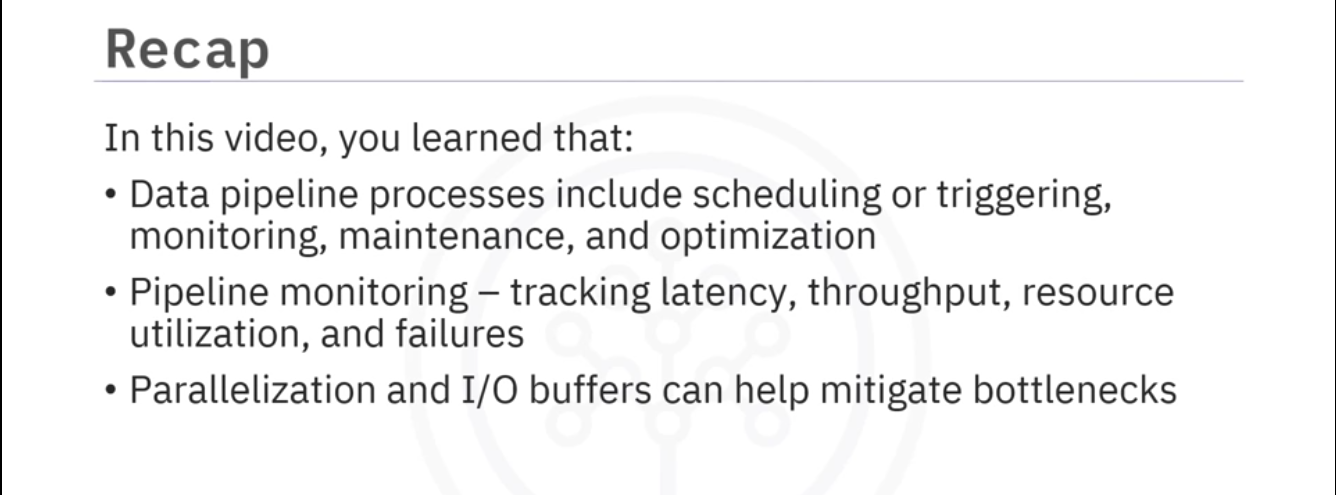 Recap
In this video, you learned that:
• Data pipeline processes include scheduling or triggering,
monitoring, maintenance, and optimization
• Pipeline monitoring – tracking latency, throughput, resource
utilization, and failures
• Parallelization and I/O buffers can help mitigate bottlenecks